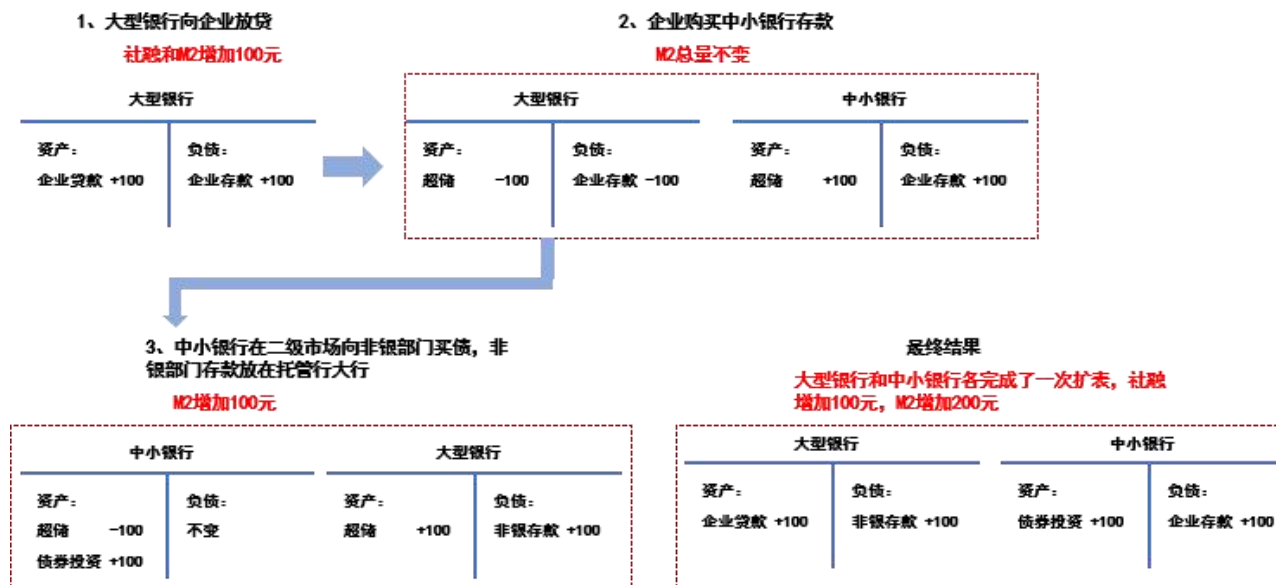 1、大型银行向企业放贷
社融和M2增加100元
大型银行
资产：
负债：
企业贷款 +100
企业存款 +100
2、企业购买中小银行存款
M2总量不变
大型银行
中小银行
资产：
负债：
资产：
负债：
超储 -100
企业存款 -100
超储 +100
企业存款 +100
3、中小银行在二级市场向非银部门买债，非
银部门存款放在托管行大行
M2增加100元
中小银行
大型银行
资产：
负债：
资产：
负债：
超储 -100
不变
超储 +100
非银存款 +100
债券投资 +100
最终结果
大型银行和中小银行各完成了一次扩表，社融
增加100元，M2增加200元
大型银行
中小银行
资产：
负债：
资产：
负债：
企业贷款 +100
非银存款 +100
债券投资 +100
企业存款 +100